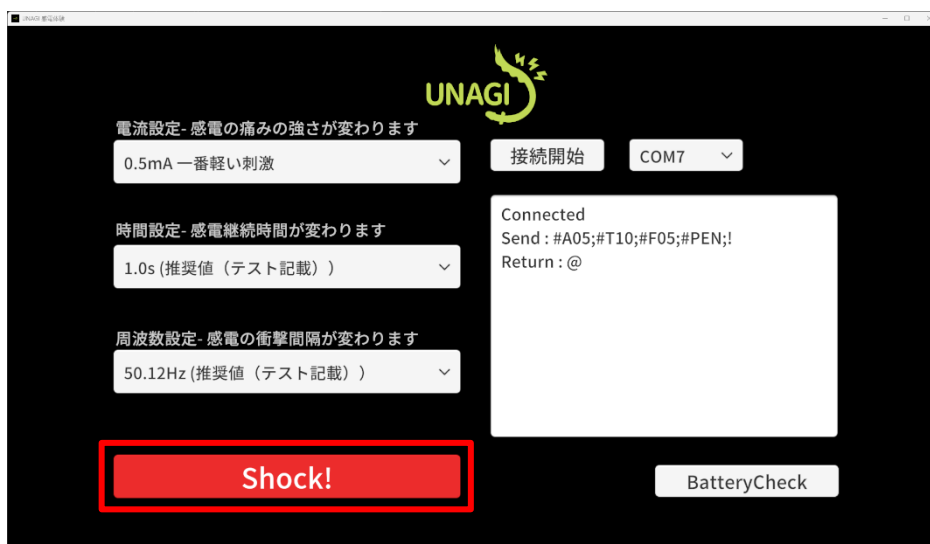 UNAGI 感電体験
UNAGI
電流設定- 感電の痛みの強さが変わります
0.5mA 一番軽い刺激
接続開始
COM7
時間設定- 感電継続時間が変わります
1.0s (推奨値（テスト記載）)
周波数設定- 感電の衝撃間隔が変わります
50.12Hz (推奨値（テスト記載）)
Connected
Send : #A05;#T10;#F05;#PEN;!
Return : @
Shock!
BatteryCheck